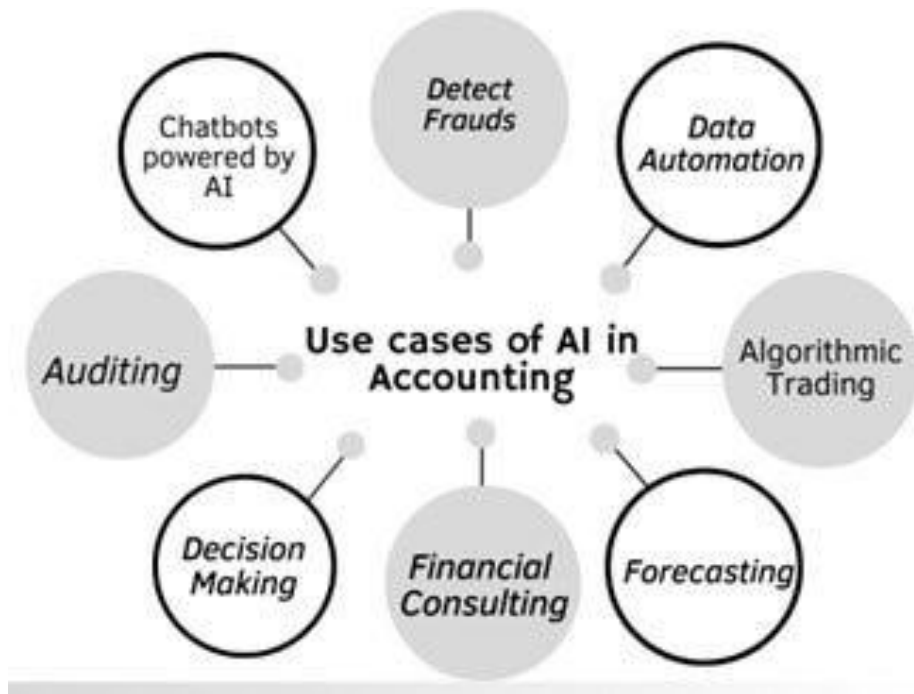 Detect
Frauds
Chatbots
powered by
AI
Data
Automation
Use cases of AI in
Accounting
Auditing
Algorithmic
Trading
Decision
Making
Financial
Consulting
Forecasting